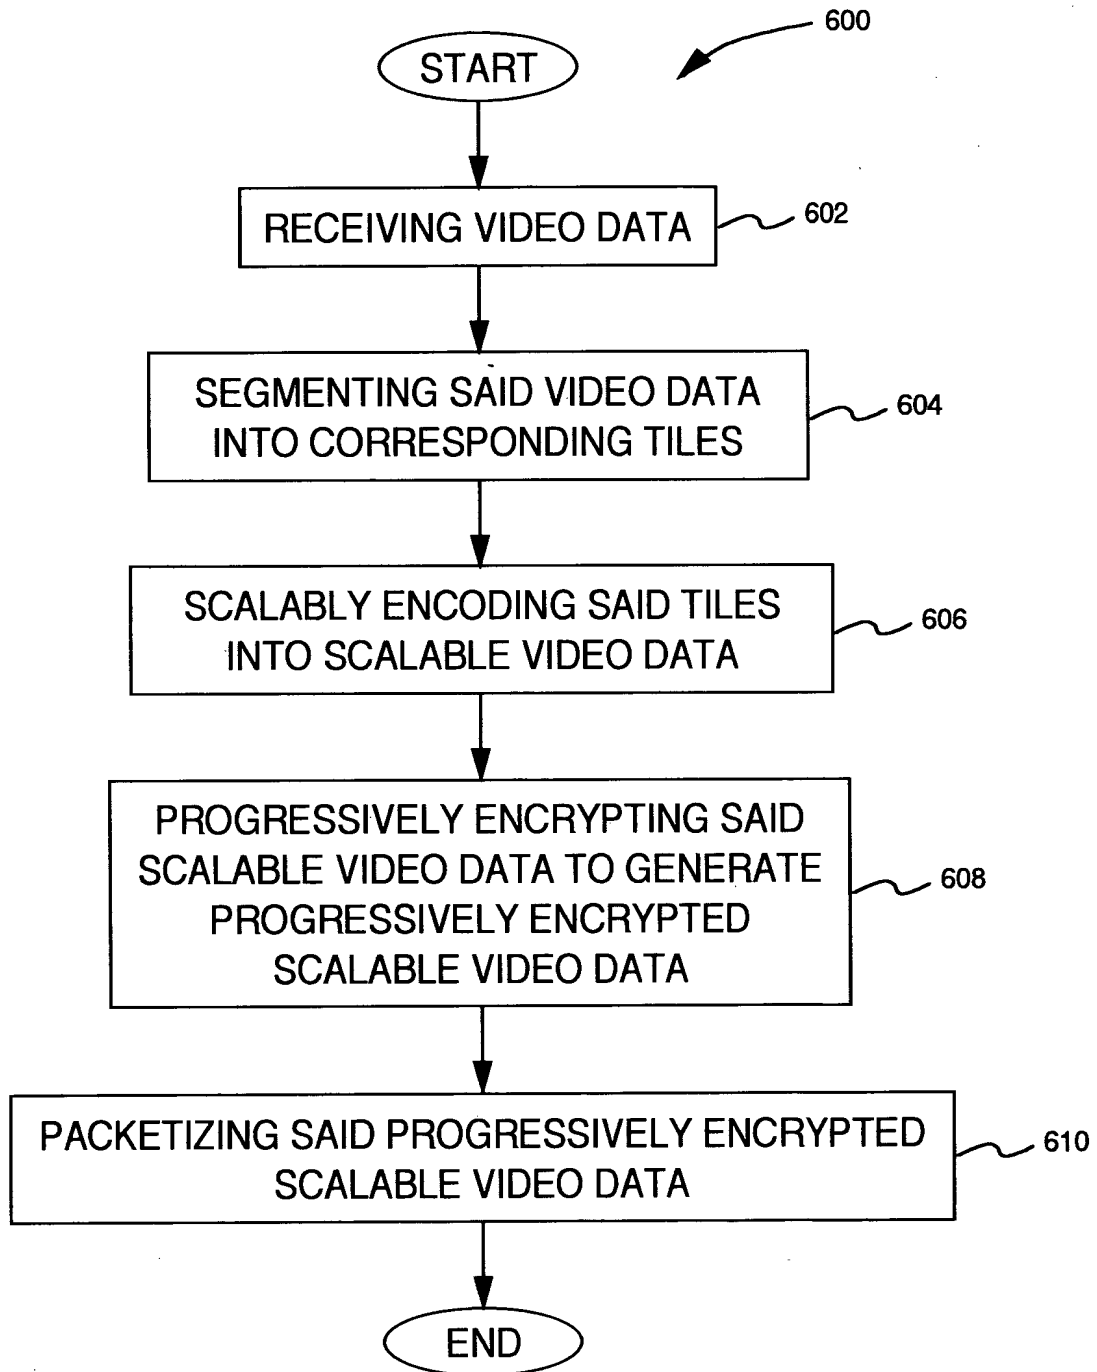 600
START
RECEIVING VIDEO DATA
602
SEGMENTING SAID VIDEO DATA
INTO CORRESPONDING TILES
604
SCALABLY ENCODING SAID TILES
INTO SCALABLE VIDEO DATA
606
PROGRESSIVELY ENCRYPTING SAID
SCALABLE VIDEO DATA TO GENERATE
PROGRESSIVELY ENCRYPTED
SCALABLE VIDEO DATA
608
PACKETIZING SAID PROGRESSIVELY ENCRYPTED
SCALABLE VIDEO DATA
610
END